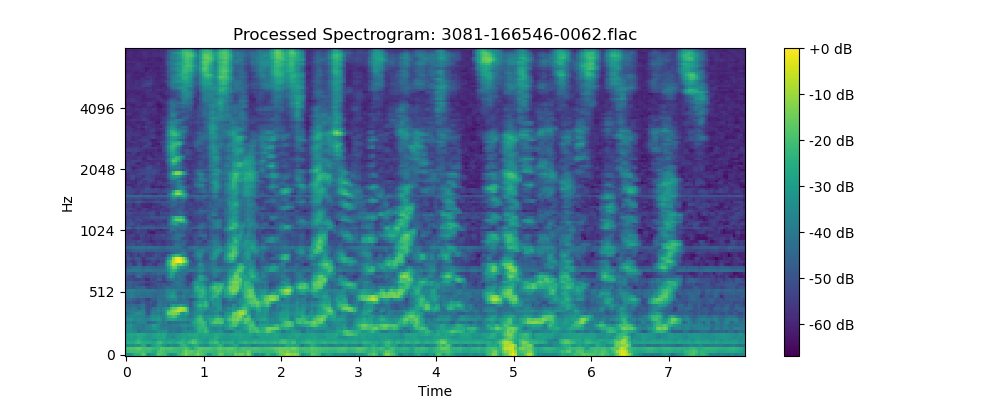 Processed Spectrogram: 3081-166546-0062.flac
Hz
4096
2048
1024
512
0
0 1 2 3 4 5 6 7
Time
+0 dB
-10 dB
-20 dB
-30 dB
-40 dB
-50 dB
-60 dB